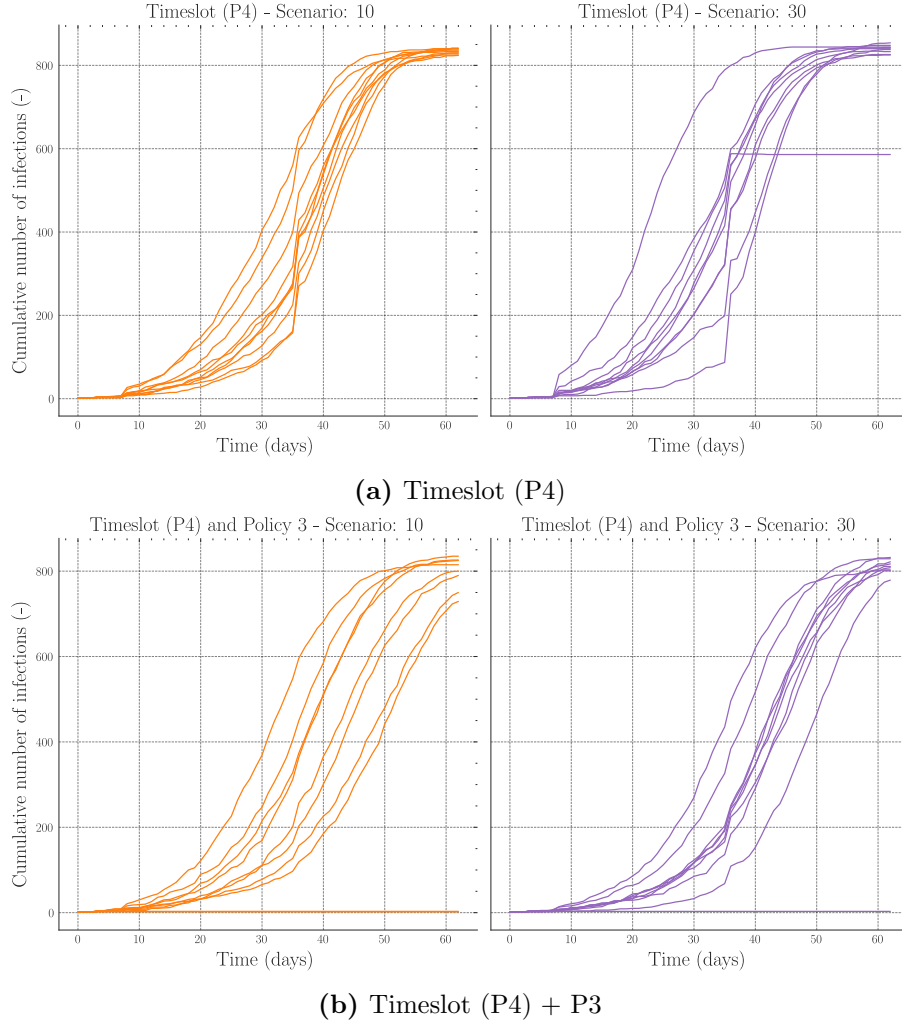 Timeslot (P4) - Scenario: 10
Timeslot (P4) - Scenario: 30
Cumulative number of infections (-)
800
600
400
200
0
0 10 20 30 40 50 60
0 10 20 30 40 50 60
Time (days)
Time (days)
(a) Timeslot (P4)
Timeslot (P4) and Policy 3 - Scenario: 10
Timeslot (P4) and Policy 3 - Scenario: 30
Cumulative number of infections (-)
800
600
400
200
0
0 10 20 30 40 50 60
0 10 20 30 40 50 60
Time (days)
Time (days)
(b) Timeslot (P4) + P3